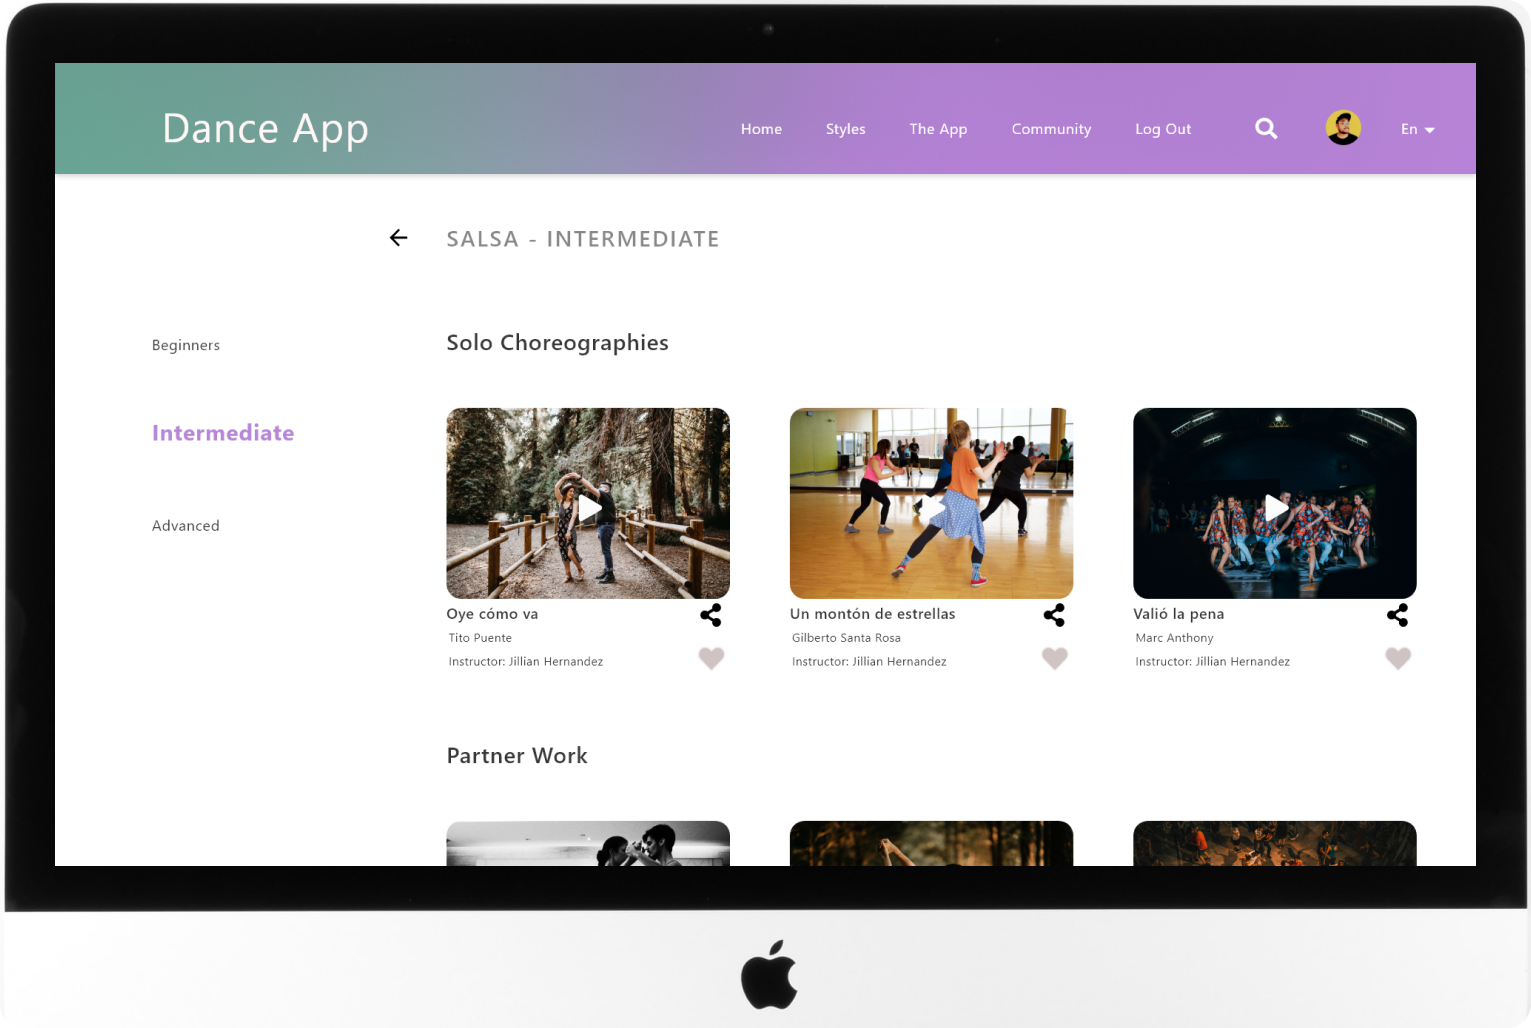 Dance App
Home
Styles
The App
Community
Log Out
En
SALSA - INTERMEDIATE
Beginners
Intermediate
Advanced
Solo Choreographies
Oye cómo va
Tito Puente
Instructor: Jillian Hernandez
Un montón de estrellas
Gilberto Santa Rosa
Instructor: Jillian Hernandez
Valió la pena
Marc Anthony
Instructor: Jillian Hernandez
Partner Work